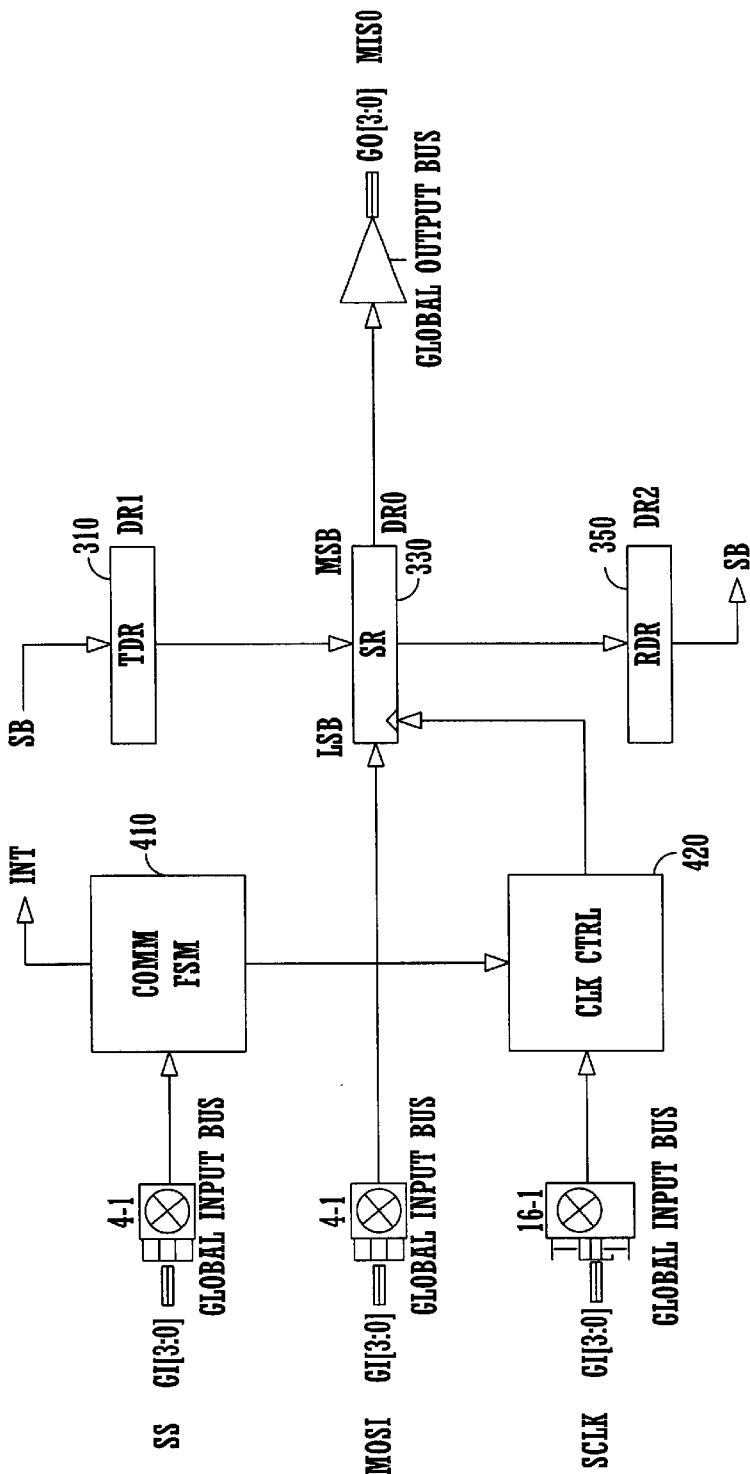 SS GI[3:0]
4-1
GLOBAL INPUT BUS
COMM
FSM
410
INT
MOSI GI[3:0]
4-1
GLOBAL INPUT BUS
SCLK GI[3:0]
16-1
GLOBAL INPUT BUS
CLK CTRL
420
SB
TDR
310
DR1
LSB
SR
MSB
DR0
330
RDR
350
DR2
SB
GO[3:0] MISO
GLOBAL OUTPUT BUS